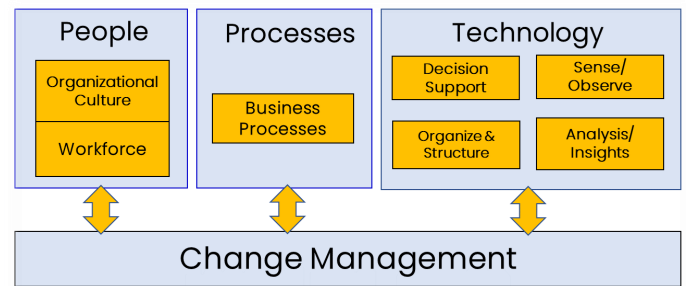 People
Organizational
Culture
Workforce
Processes
Business
Processes
Technology
Decision
Support
Sense/
Observe
Organize &
Structure
Analysis/
Insights
Change Management